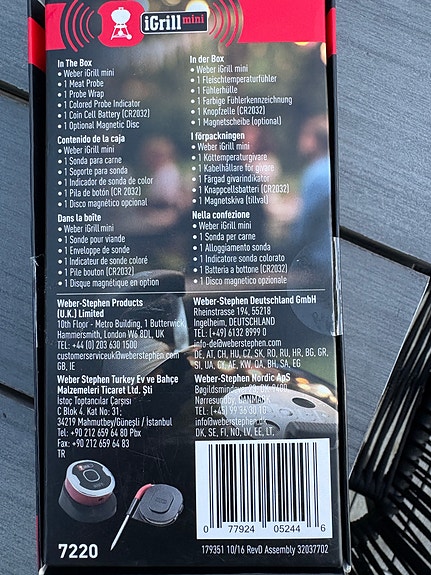 iGrill mini
In The Box
• Weber iGrill mini
• 1 Meat Probe
• 1 Probe Wrap
• 1 Colored Probe Indicator
• 1 Coin Cell Battery (CR2032)
• 1 Optional Magnetic Disc
Contenido de la caja
• Weber iGrill mini
• 1 Sonda para carne
• 1 Soporte para sonda
• 1 Indicador de sonda de color
• 1 Pila de botón (CR 2032)
• 1 Disco magnético opcional
Dans la boîte
• Weber iGrill mini
• 1 Sonde pour viande
• 1 Enveloppe de sonde
• 1 Indicateur de sonde coloré
• 1 Pile bouton (CR2032)
• 1 Disque magnétique en option
In der Box
• Weber iGrill mini
• 1 Fleischtemperaturfühler
• 1 Fühlerhülle
• 1 Farbige Fühlerkennzeichnung
• 1 Knopfzelle (CR2032)
• 1 Magnetscheibe (optional)
I förpackningen
• Weber iGrill mini
• 1 Köttemperaturgivare
• 1 Kabelhållare för givare
• 1 Färgad givarindikator
• 1 Knappcellsbatteri (CR2032)
• 1 Magnetskiva (tillval)
Nella confezione
• Weber iGrill mini
• 1 Sonda per carne
• 1 Alloggiamento sonda
• 1 Indicatore sonda colorato
• 1 Batteria a bottone (CR2032)
• 1 Disco magnetico opzionale
Weber-Stephen Products
(U.K.) Limited
10th Floor - Metro Building, 1 Butterwick
Hammersmith, London W6 8DL, UK
TEL: +44 (0) 203 630 1500
customerserviceuk@weberstephen.com
GB, IE
Weber Stephen Turkey Ev ve Bahçe
Malzemeleri Ticaret Ltd. Şti
İstoç Toptancılar Çarşısı
C Blok 4. Kat No: 31;
34219 Mahmutbey/Güneşli / İstanbul
Tel: +90 212 659 64 80 Pbx
Fax: +90 212 659 64 83
TR
Weber-Stephen Deutschland GmbH
Rheinstrasse 194, 55218
Ingelheim, DEUTSCHLAND
TEL: (+49) 6132 8999 0
info-de@weberstephen.com
DE, AT, CH, HU, CZ, SK, RO, RU, HR, BG, GR,
SI, UA, CY, AE, KW, QA, BH, SA, EG
Weber-Stephen Nordic ApS
Bøgildsmindevej 23, DK-9400
Nørresundby, DANMARK
TEL: (+45) 99 36 30 10
info@weberstephen.dk
DK, SE, FI, NO, LV, EE, LT,
0 77924 05244 6
7220
179351 10/16 RevD Assembly 32037702